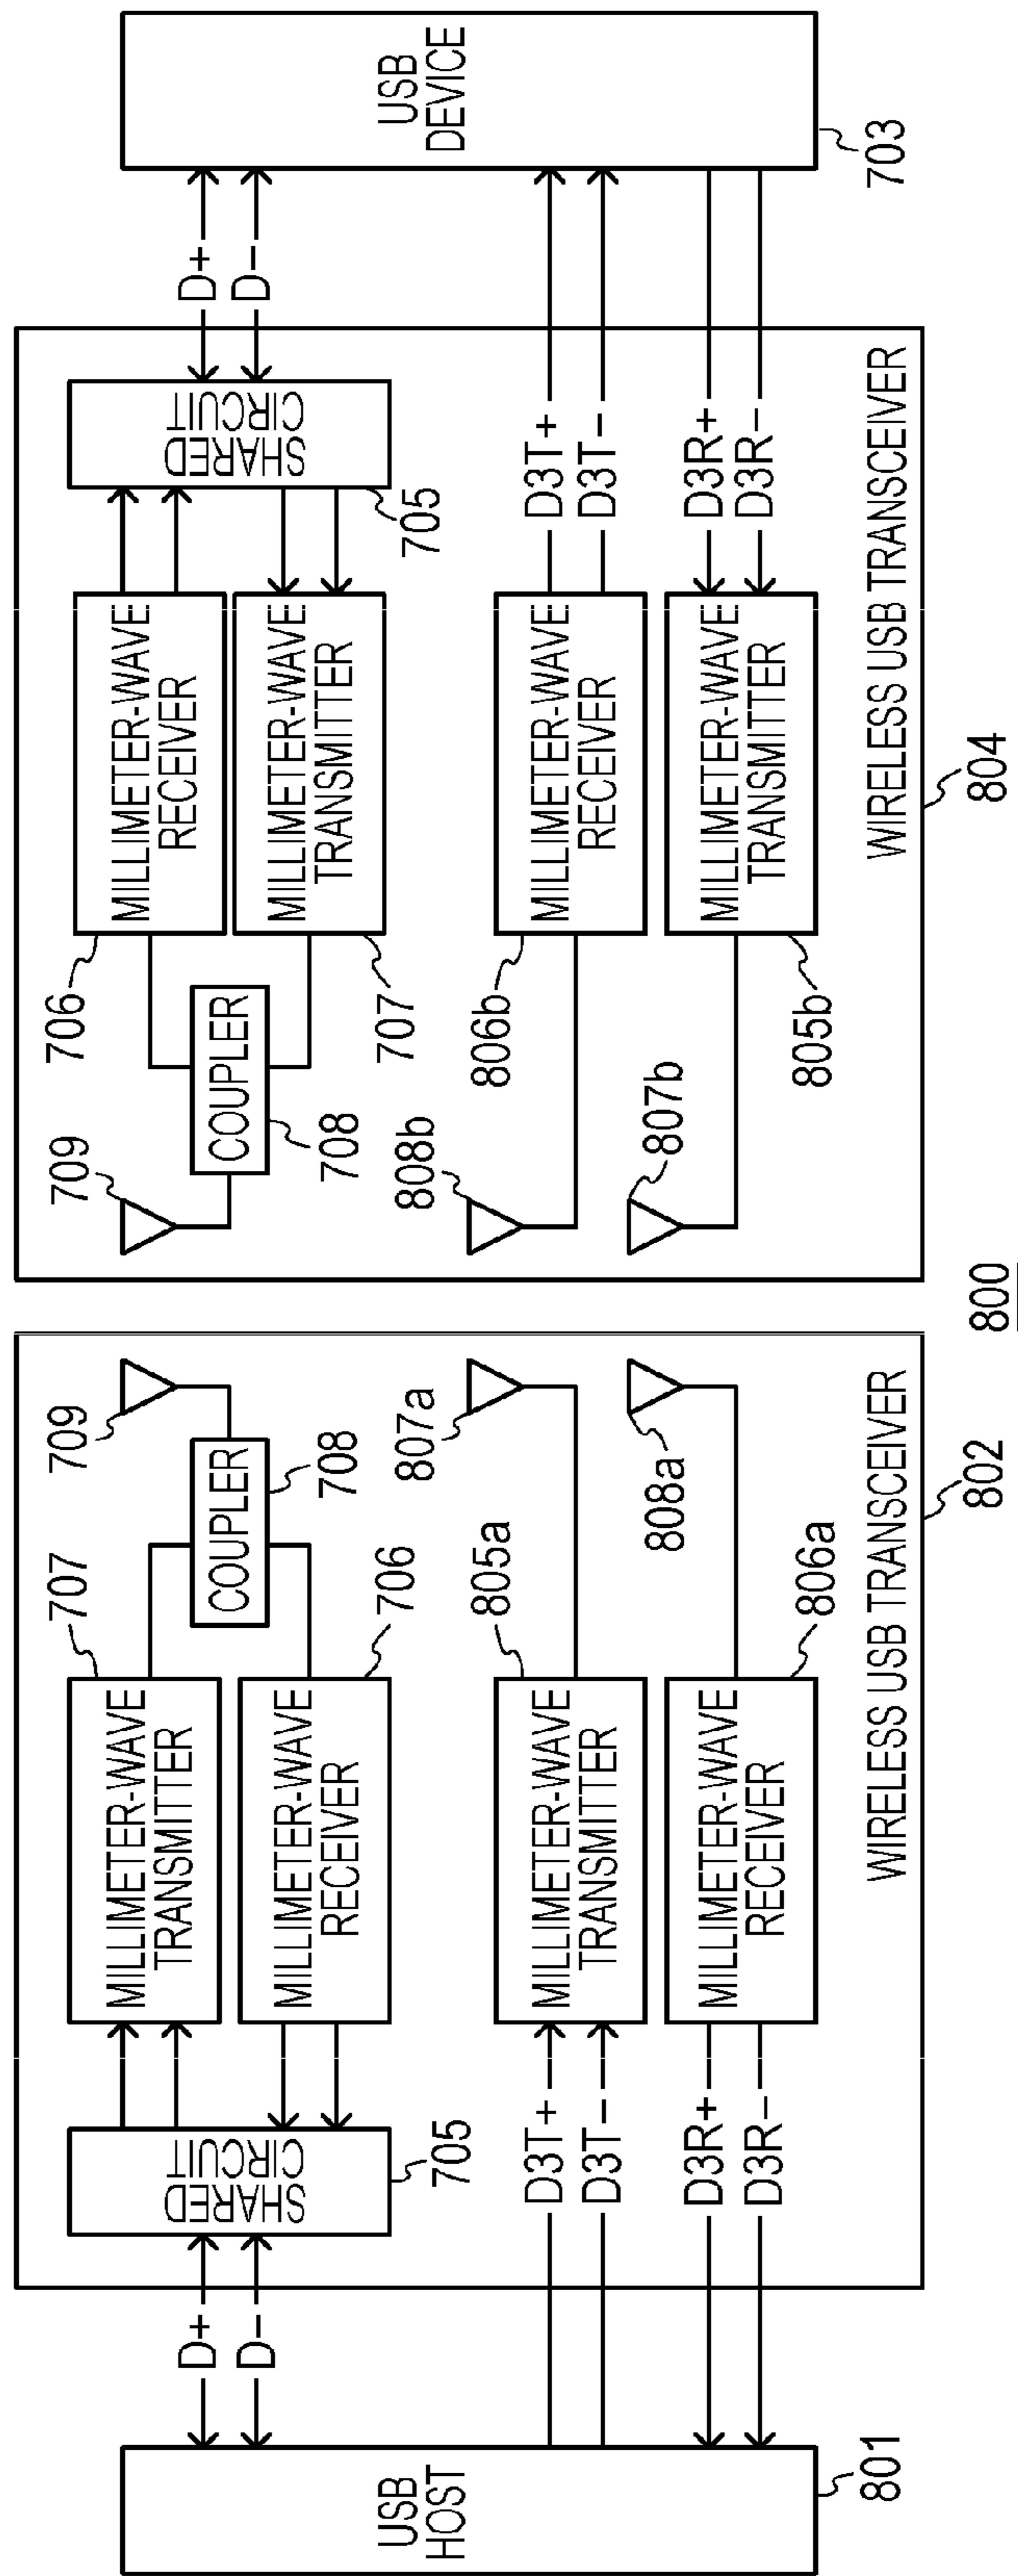 USB
HOST
801
D+
D-
D3T+
D3T-
D3R+
D3R-
SHARED
CIRCUIT
705
MILLIMETER-WAVE
TRANSMITTER
707
MILLIMETER-WAVE
RECEIVER
706
COUPLER
708
709
MILLIMETER-WAVE
TRANSMITTER
805a
807a
MILLIMETER-WAVE
RECEIVER
806a
808a
WIRELESS USB TRANSCEIVER
802
800
709
COUPLER
708
706
MILLIMETER-WAVE
RECEIVER
707
MILLIMETER-WAVE
TRANSMITTER
SHARED
CIRCUIT
705
808b
806b
MILLIMETER-WAVE
RECEIVER
807b
805b
MILLIMETER-WAVE
TRANSMITTER
WIRELESS USB TRANSCEIVER
804
D+
D-
D3T+
D3T-
D3R+
D3R-
USB
DEVICE
703